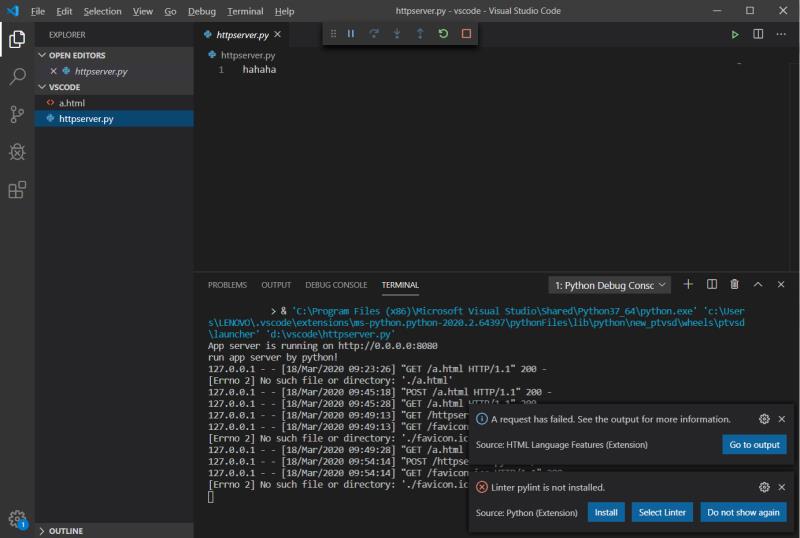 File Edit Selection View Go Debug Terminal Help httpserver.py - vscode - Visual Studio Code
EXPLORER
OPEN EDITORS
httpserver.py
VSCODE
a.html
httpserver.py
OUTLINE
1
httpserver.py
httpserver.py
1 hahaha
PROBLEMS OUTPUT DEBUG CONSOLE TERMINAL 1: Python Debug Consc
> & 'C:\Program Files (x86)\Microsoft Visual Studio\Shared\Python37_64\python.exe' 'c:\User
s\LENOVO\.vscode\extensions\ms-python.python-2020.2.64397\pythonFiles\lib\python\new_ptvsd\wheels\ptvsd
\launcher' 'd:\vscode\httpserver.py'
App server is running on http://0.0.0.0:8080
run app server by python!
127.0.0.1 - - [18/Mar/2020 09:23:26] "GET /a.html HTTP/1.1" 200 -
[Errno 2] No such file or directory: './a.html'
127.0.0.1 - - [18/Mar/2020 09:45:18] "POST /a.html HTTP/1.1" 200 -
127.0.0.1 - - [18/Mar/2020 09:45:28] "GET /a.html HTTP/1.1" 200 -
127.0.0.1 - - [18/Mar/2020 09:49:13] "GET /httpser
127.0.0.1 - - [18/Mar/2020 09:49:13] "GET /favicon
[Errno 2] No such file or directory: './favicon.ic
127.0.0.1 - - [18/Mar/2020 09:49:28] "GET /a.html
127.0.0.1 - - [18/Mar/2020 09:54:14] "POST /httpse
127.0.0.1 - - [18/Mar/2020 09:54:14] "GET /favicon
[Errno 2] No such file or directory: './favicon.ic
A request has failed. See the output for more information.
Source: HTML Language Features (Extension) Go to output
Linter pylint is not installed.
Source: Python (Extension) Install Select Linter Do not show again